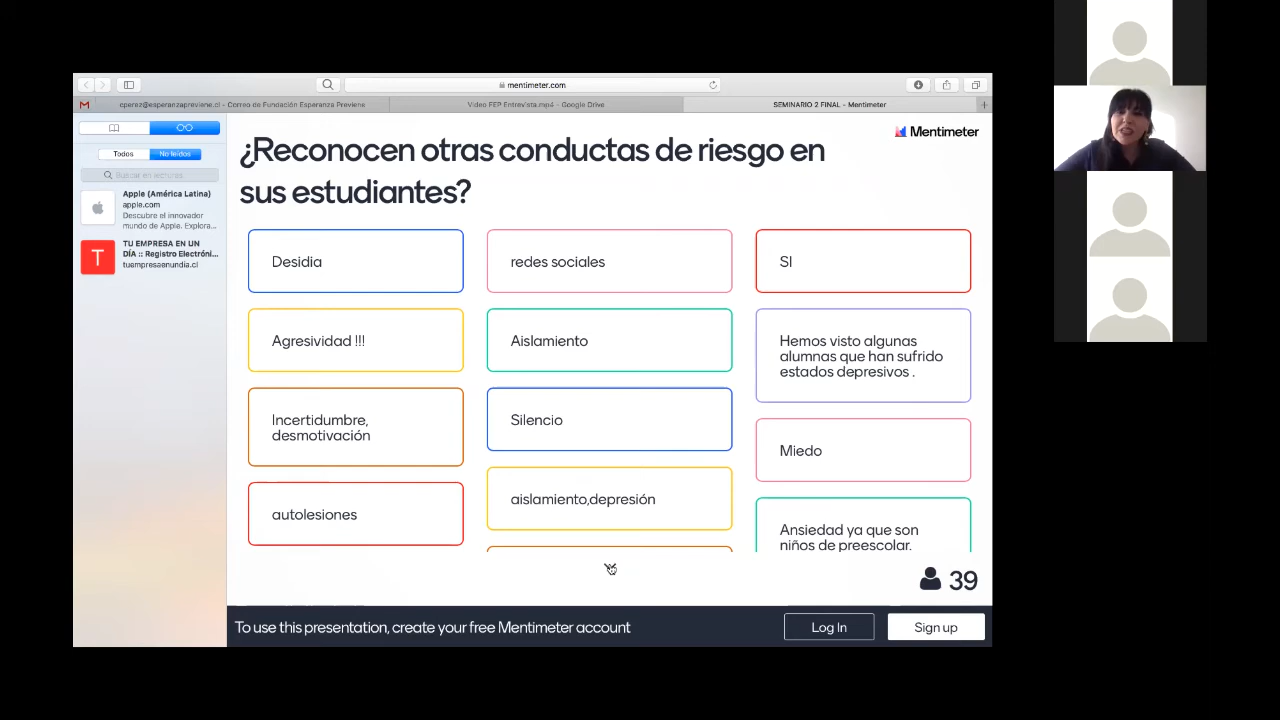 mentimeter.com
cperez@esperanzapreviene.cl - Correo de Fundación Esperanza Previene
Video FEP Entrevista.mp4 - Google Drive
SEMINARIO 2 FINAL - Mentimeter
Todos
No leídos
Buscar en lecturas
Apple (América Latina)
apple.com
Descubre el innovador
mundo de Apple. Explora...
T
TU EMPRESA EN UN
DÍA :: Registro Electróni...
tuempresaenundia.cl
Mentimeter
¿Reconocen otras conductas de riesgo en
sus estudiantes?
Desidia
Agresividad !!!
Incertidumbre,
desmotivación
autolesiones
redes sociales
Aislamiento
Silencio
aislamiento,depresión
SI
Hemos visto algunas
alumnas que han sufrido
estados depresivos .
Miedo
Ansiedad ya que son
niños de preescolar.
39
To use this presentation, create your free Mentimeter account
Log In
Sign up